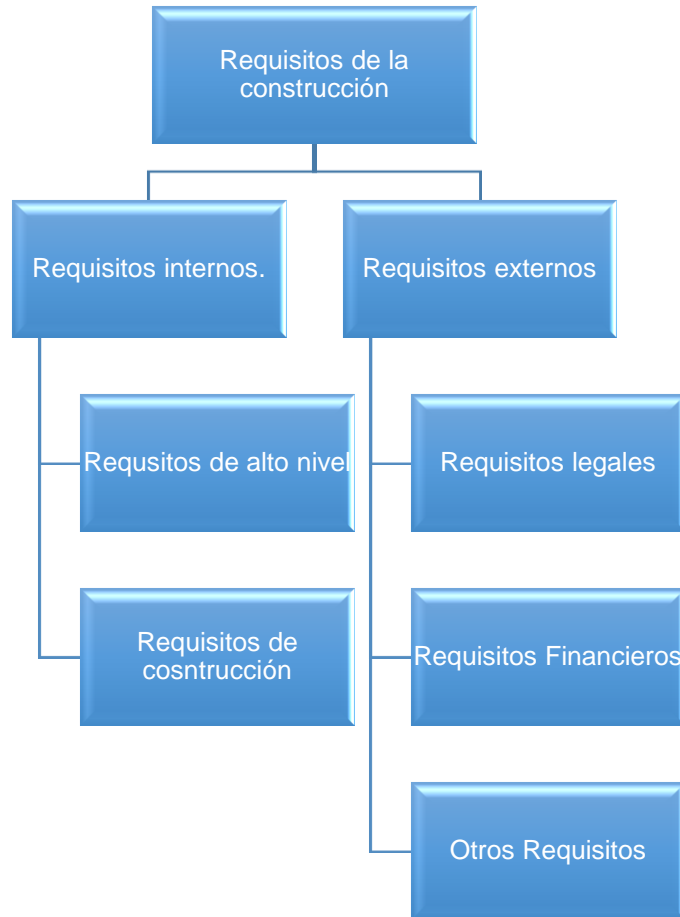 Requisitos de la
construcción
Requisitos internos.
Requisitos externos
Requsitos de alto nivel
Requisitos legales
Requisitos de
cosntrucción
Requisitos Financieros
Otros Requisitos